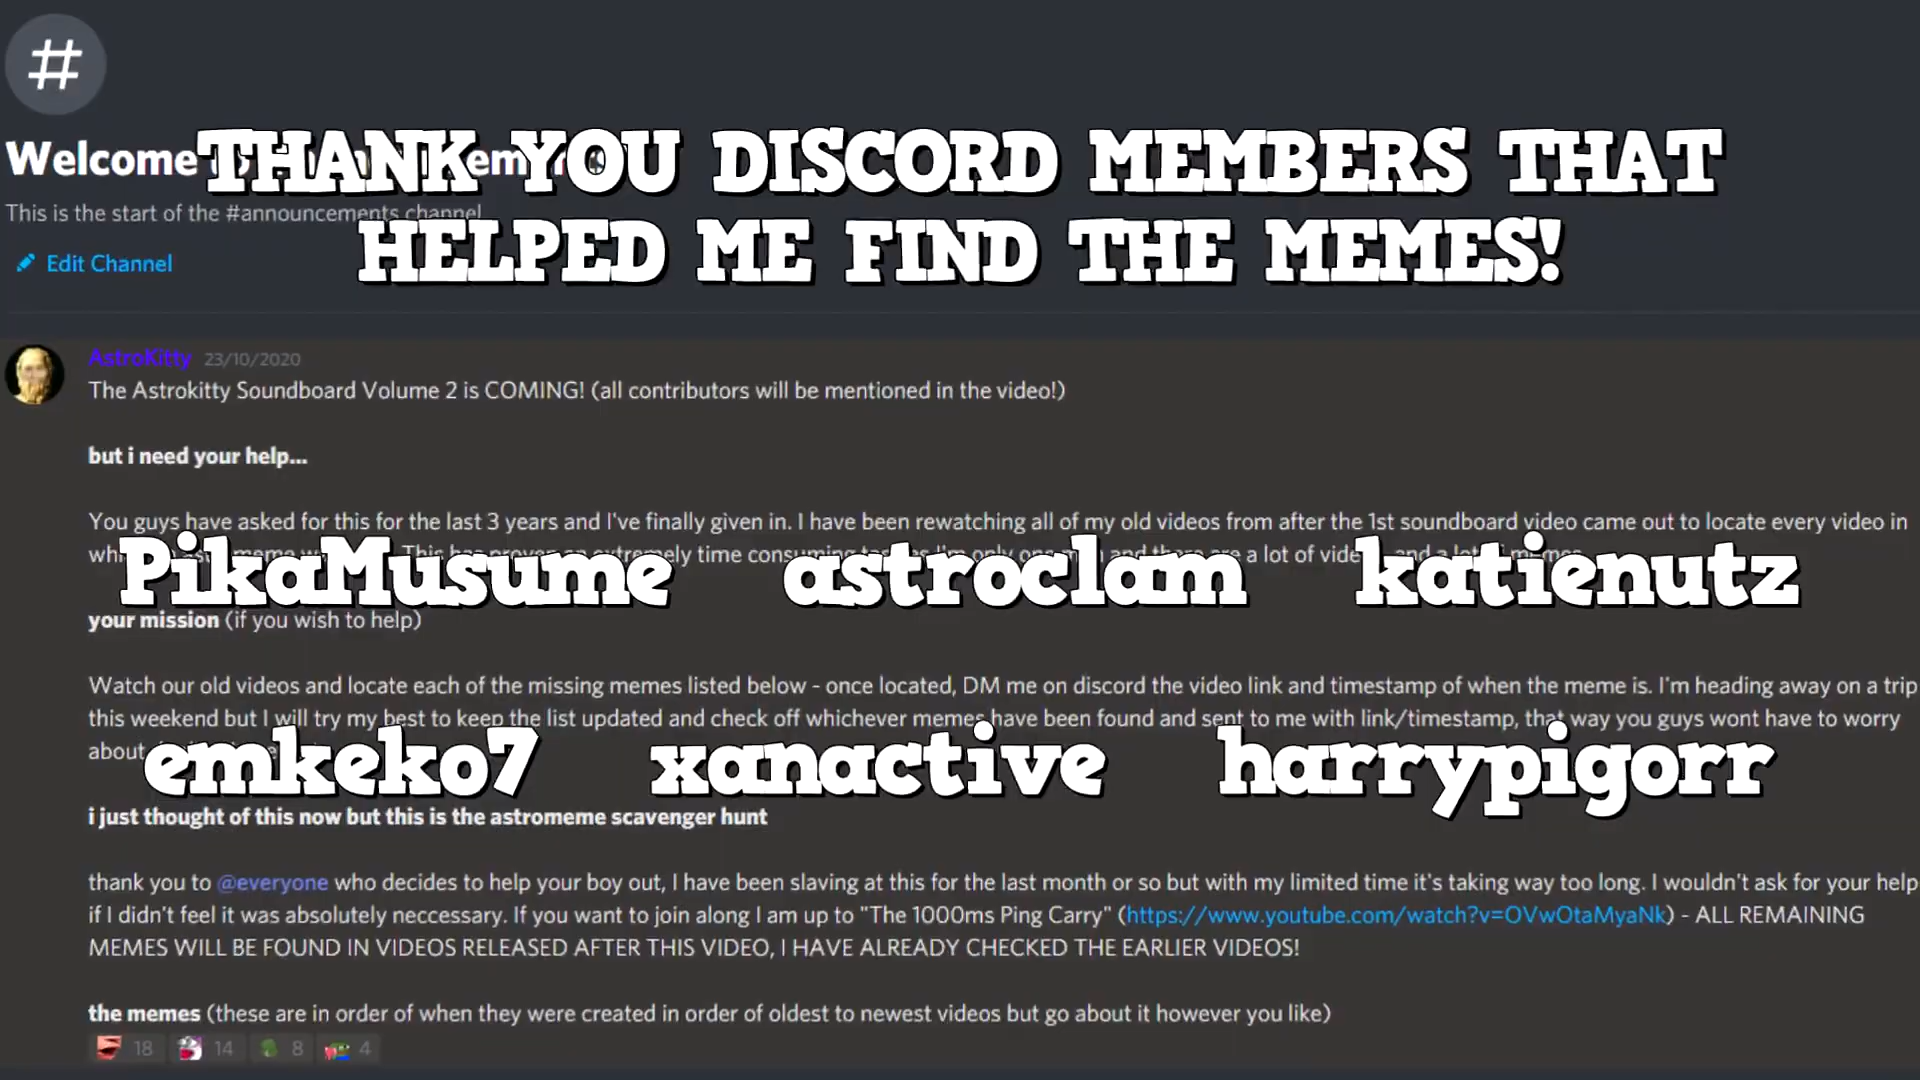 #
Welcome
THANK YOU DISCORD MEMBERS THAT
This is the start of the #announcements channel
HELPED ME FIND THE MEMES!
Edit Channel
AstroKitty 23/10/2020
The Astrokitty Soundboard Volume 2 is COMING! (all contributors will be mentioned in the video!)
but i need your help...
You guys have asked for this for the last 3 years and I've finally given in. I have been rewatching all of my old videos from after the 1st soundboard video came out to locate every video in
PikaMusume astroclam katienutz
your mission (if you wish to help)
Watch our old videos and locate each of the missing memes listed below - once located, DM me on discord the video link and timestamp of when the meme is. I'm heading away on a trip
this weekend but I will try my best to keep the list updated and check off whichever memes have been found and sent to me with link/timestamp, that way you guys wont have to worry
about
emkeko7 xanactive harrypigorr
i just thought of this now but this is the astromeme scavenger hunt
thank you to @everyone who decides to help your boy out, I have been slaving at this for the last month or so but with my limited time it's taking way too long. I wouldn't ask for your help
if I didn't feel it was absolutely neccessary. If you want to join along I am up to "The 1000ms Ping Carry" (https://www.youtube.com/watch?v=OVwOtaMyaNk) - ALL REMAINING
MEMES WILL BE FOUND IN VIDEOS RELEASED AFTER THIS VIDEO, I HAVE ALREADY CHECKED THE EARLIER VIDEOS!
the memes (these are in order of when they were created in order of oldest to newest videos but go about it however you like)
18 14 8 4